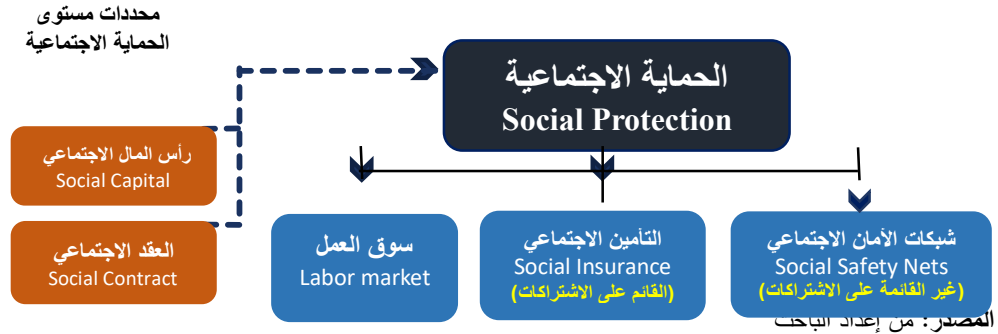 محددات مستوى
الحماية الاجتماعية
الحماية الاجتماعية
Social Protection
رأس المال الاجتماعي
Social Capital
العقد الاجتماعي
Social Contract
شبكات الأمان الاجتماعي
Social Safety Nets
(غير القائمة على الاشتراكات)
التأمين الاجتماعي
Social Insurance
(القائم على الاشتراكات)
سوق العمل
Labor market
المصدر: من إعداد الباحث